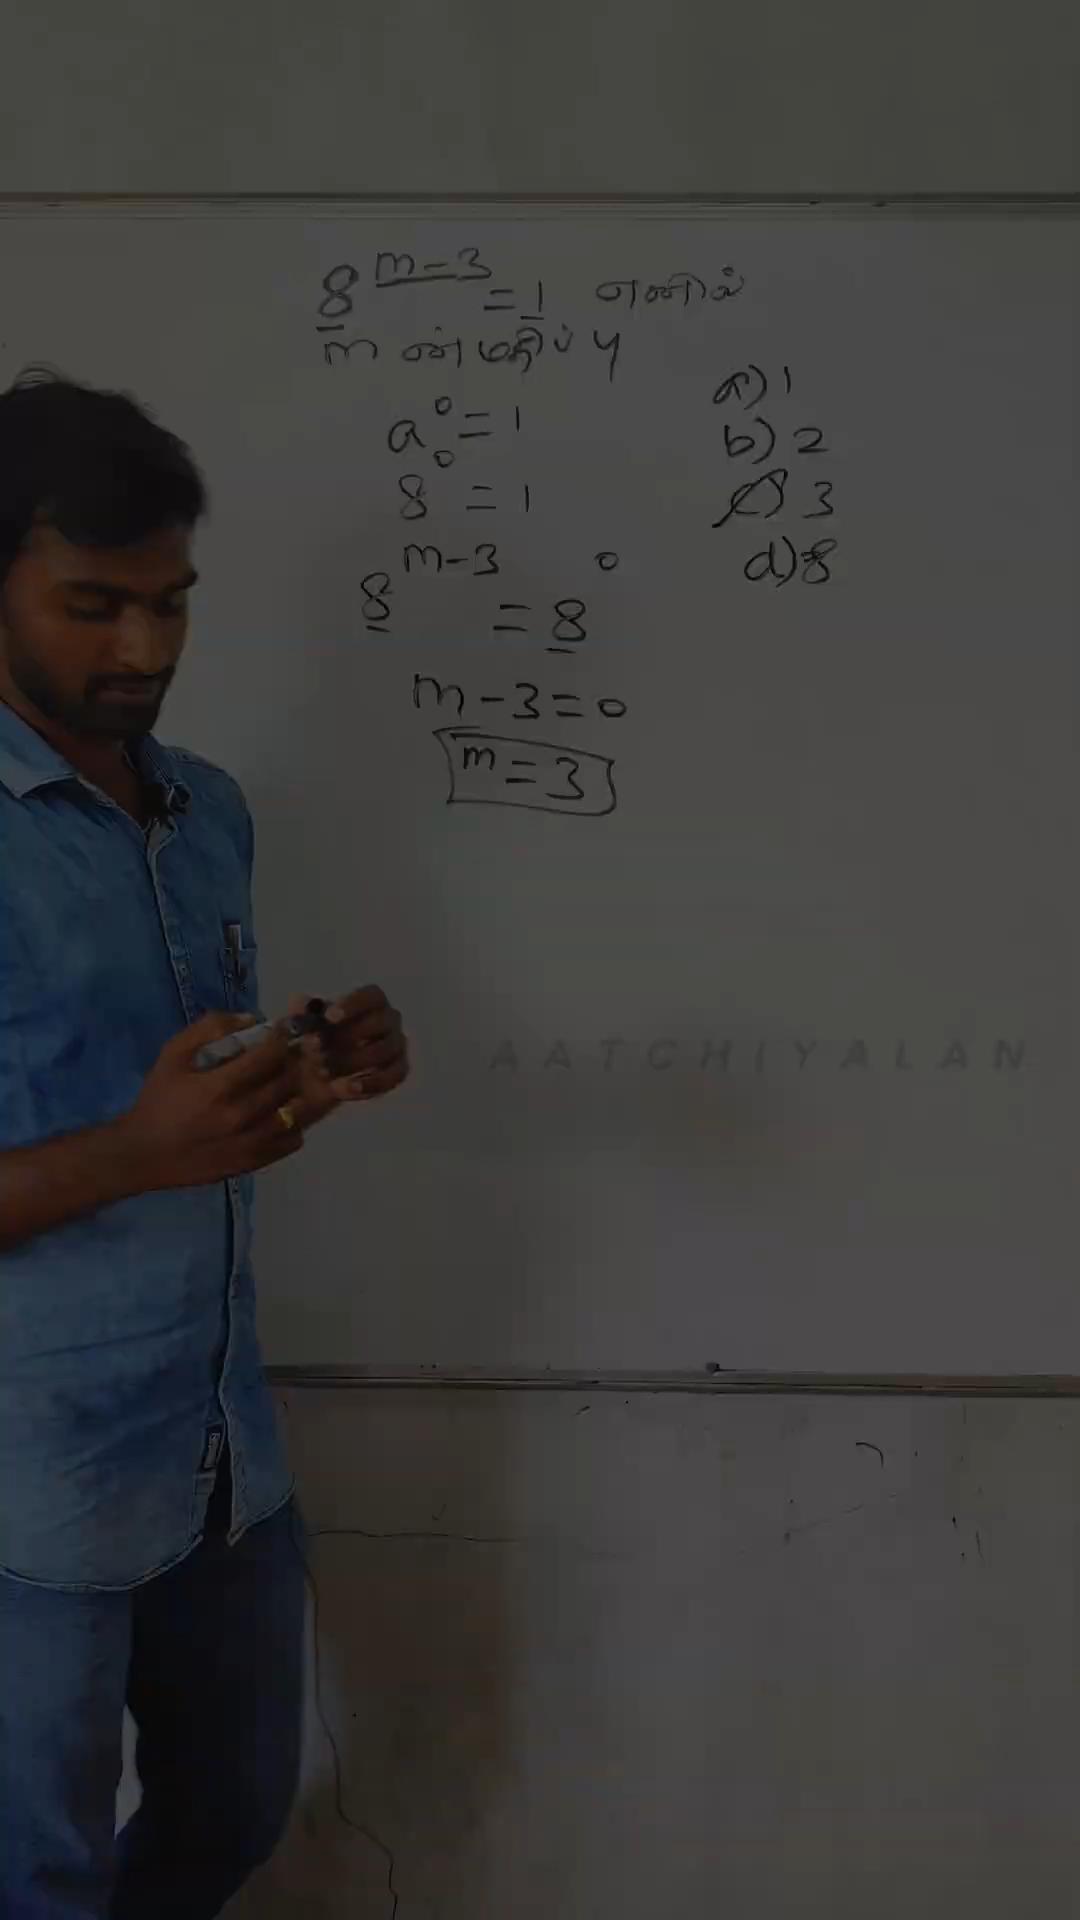 8^{m-3} = 1 எனில்
m ன் மதிப்பு
a) 1
a^0 = 1
b) 2
8^0 = 1
c) 3
d) 8
8^{m-3} = 8^0
m - 3 = 0
m = 3
AATCHIYALAN